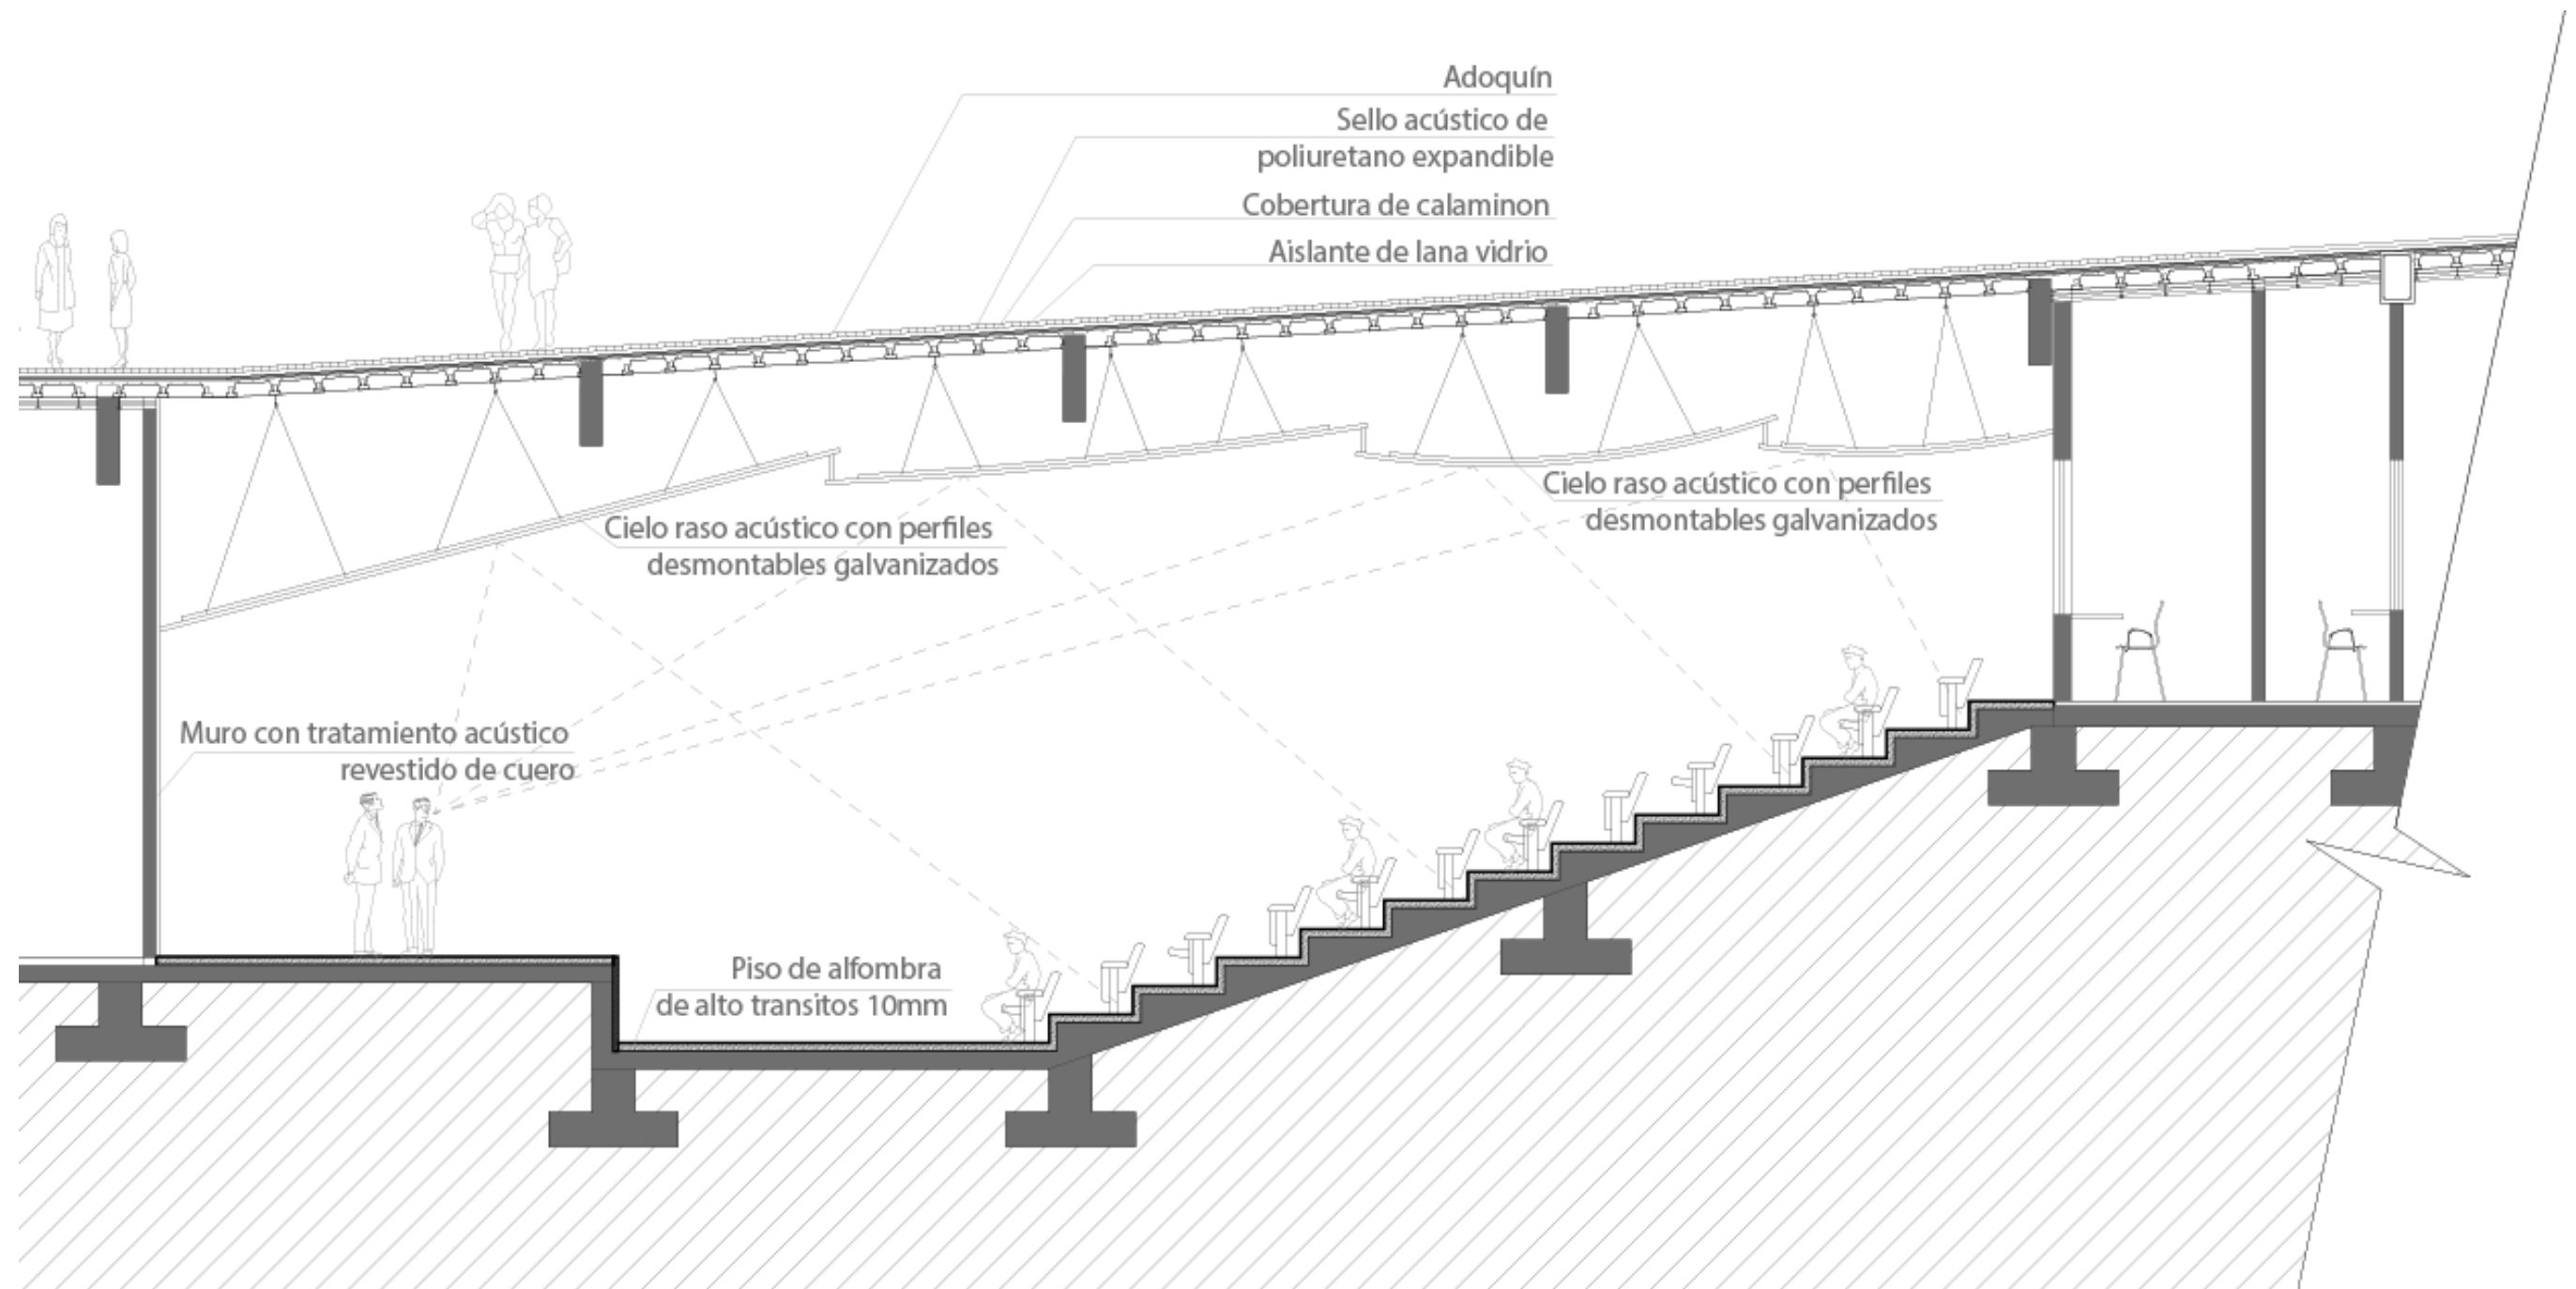 Adoquín
Sello acústico de
poliuretano expandible
Cobertura de calaminon
Aislante de lana vidrio
Cielo raso acústico con perfiles
desmontables galvanizados
Cielo raso acústico con perfiles
desmontables galvanizados
Muro con tratamiento acústico
revestido de cuero
Piso de alfombra
de alto transitos 10mm